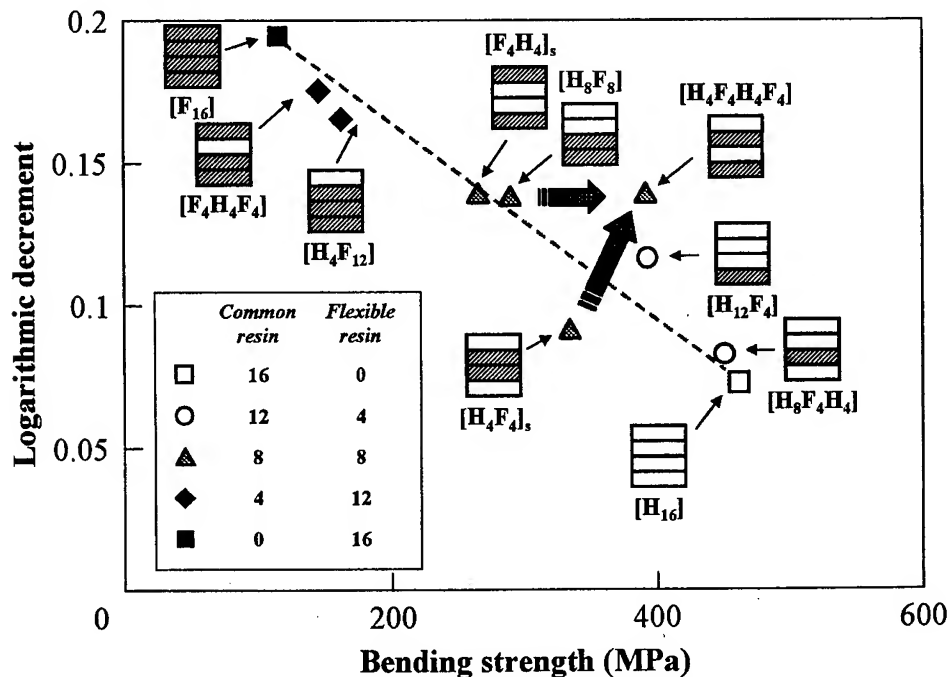 0.2
0.15
0.1
0.05
0
200
400
600
Logarithmic decrement
Bending strength (MPa)
[F₁₆]
[F₄H₄F₄]
[H₄F₁₂]
[F₄H₄]ₛ
[H₈F₈]
[H₄F₄H₄F₄]
[H₁₂F₄]
[H₈F₄H₄]
[H₄F₄]ₛ
[H₁₆]
Common Flexible
resin resin
16 0
12 4
8 8
4 12
0 16